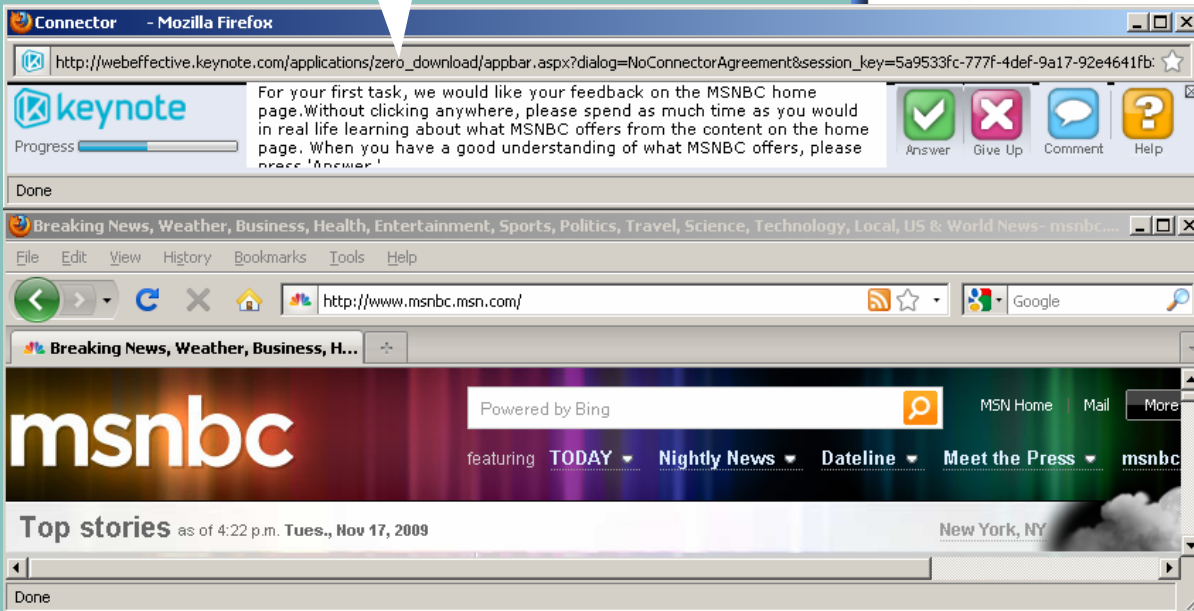 Connector - Mozilla Firefox
http://webeffective.keynote.com/applications/zero_download/appbar.aspx?dialog=NoConnectorAgreement&session_key=5a9533fc-777f-4def-9a17-92e4641fb:
keynote
Progress
For your first task, we would like your feedback on the MSNBC home
page.Without clicking anywhere, please spend as much time as you would
in real life learning about what MSNBC offers from the content on the home
page. When you have a good understanding of what MSNBC offers, please
press 'Answer.'
Answer Give Up Comment Help
Done
Breaking News, Weather, Business, Health, Entertainment, Sports, Politics, Travel, Science, Technology, Local, US & World News- msnbc....
File Edit View History Bookmarks Tools Help
http://www.msnbc.msn.com/ Google
Breaking News, Weather, Business, H...
msnbc
Powered by Bing
MSN Home | Mail More
featuring TODAY Nightly News Dateline Meet the Press msnbc
Top stories as of 4:22 p.m. Tues., Nov 17, 2009
New York, NY
Done